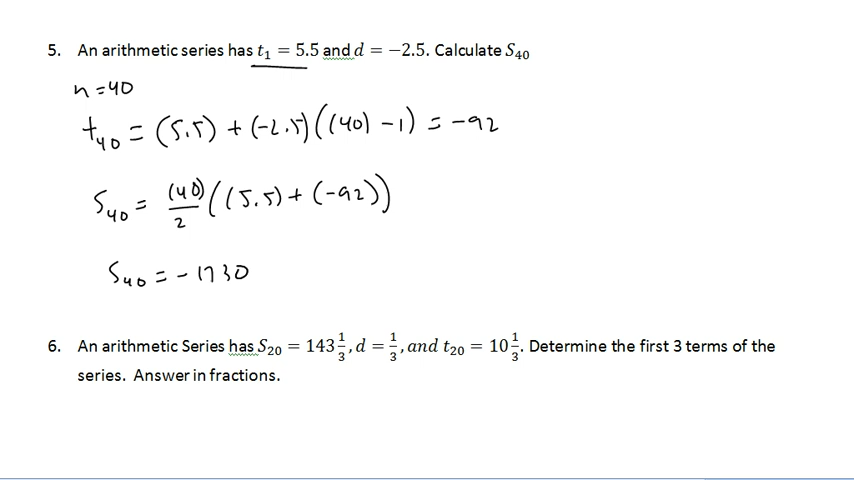 5. An arithmetic series has t₁ = 5.5 and d = −2.5. Calculate S₄₀
n = 40
t₄₀ = (5.5) + (-2.5)((40) - 1) = -92
S₄₀ = (40)/2 ((5.5) + (-92))
S₄₀ = -1730
6. An arithmetic Series has S₂₀ = 143 1/3, d = 1/3, and t₂₀ = 10 1/3. Determine the first 3 terms of the
series. Answer in fractions.